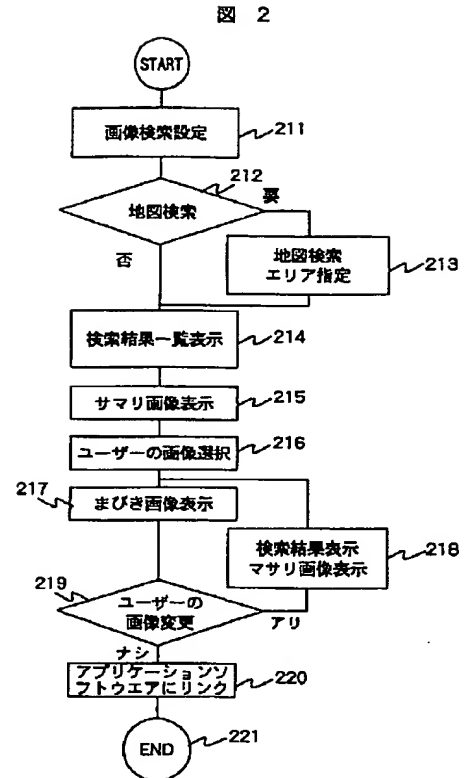 図 2
START
画像検索設定
211
212
地図検索
要
否
地図検索
エリア指定
213
検索結果一覧表示
214
サマリ画像表示
215
ユーザーの画像選択
216
217
まびき画像表示
検索結果表示
マサリ画像表示
218
219
ユーザーの
画像変更
アリ
ナシ
アプリケーションソ
フトウエアにリンク
220
END
221